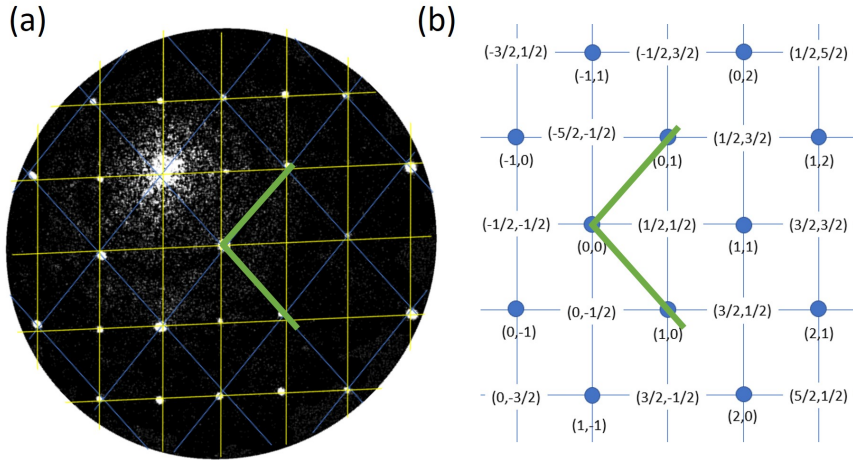 (a)
(b)
(-3/2,1/2) (-1/2,3/2) (1/2,5/2)
(-1,1) (0,2)
(-5/2,-1/2) (1/2,3/2)
(-1,0) (0,1) (1,2)
(-1/2,-1/2) (1/2,1/2) (3/2,3/2)
(0,0) (1,1)
(0,-1/2) (3/2,1/2)
(0,-1) (1,0) (2,1)
(0,-3/2) (3/2,-1/2) (5/2,1/2)
(1,-1) (2,0)